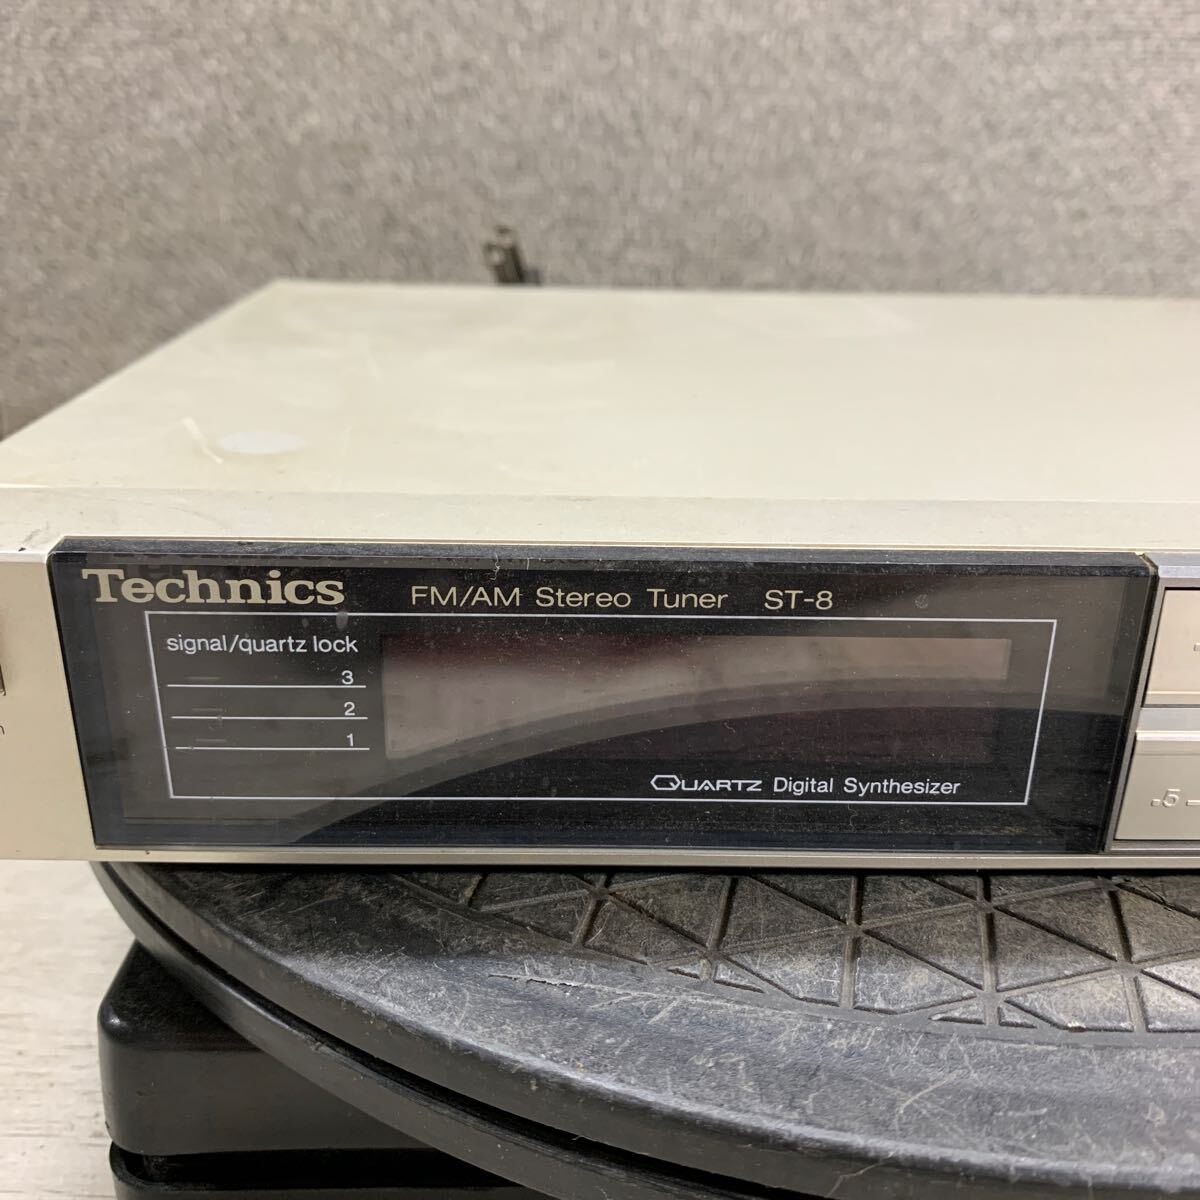 Technics FM/AM Stereo Tuner ST-8
signal/quartz lock
3
2
1
QUARTZ Digital Synthesizer
.5